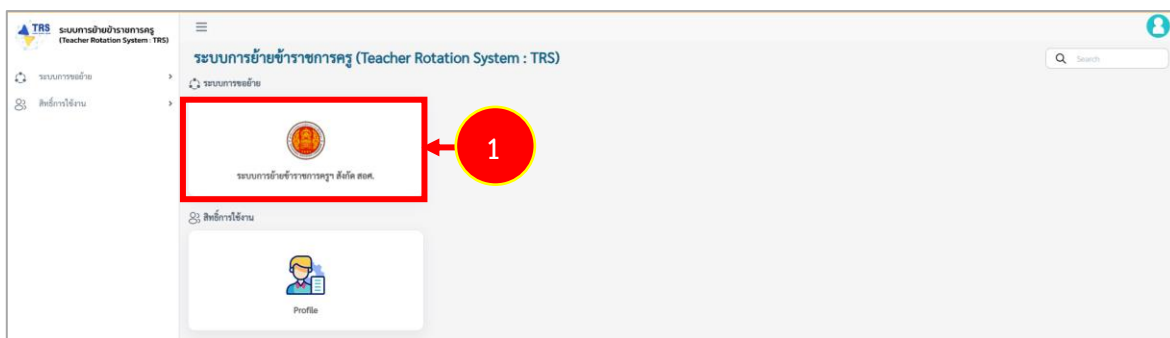 TRS ระบบการย้ายข้าราชการครู
(Teacher Rotation System : TRS)
ระบบการขอย้าย
สิทธิ์การใช้งาน
ระบบการย้ายข้าราชการครู (Teacher Rotation System : TRS)
Search
ระบบการขอย้าย
1
ระบบการย้ายข้าราชการครูฯ สังกัด สอศ.
สิทธิ์การใช้งาน
Profile